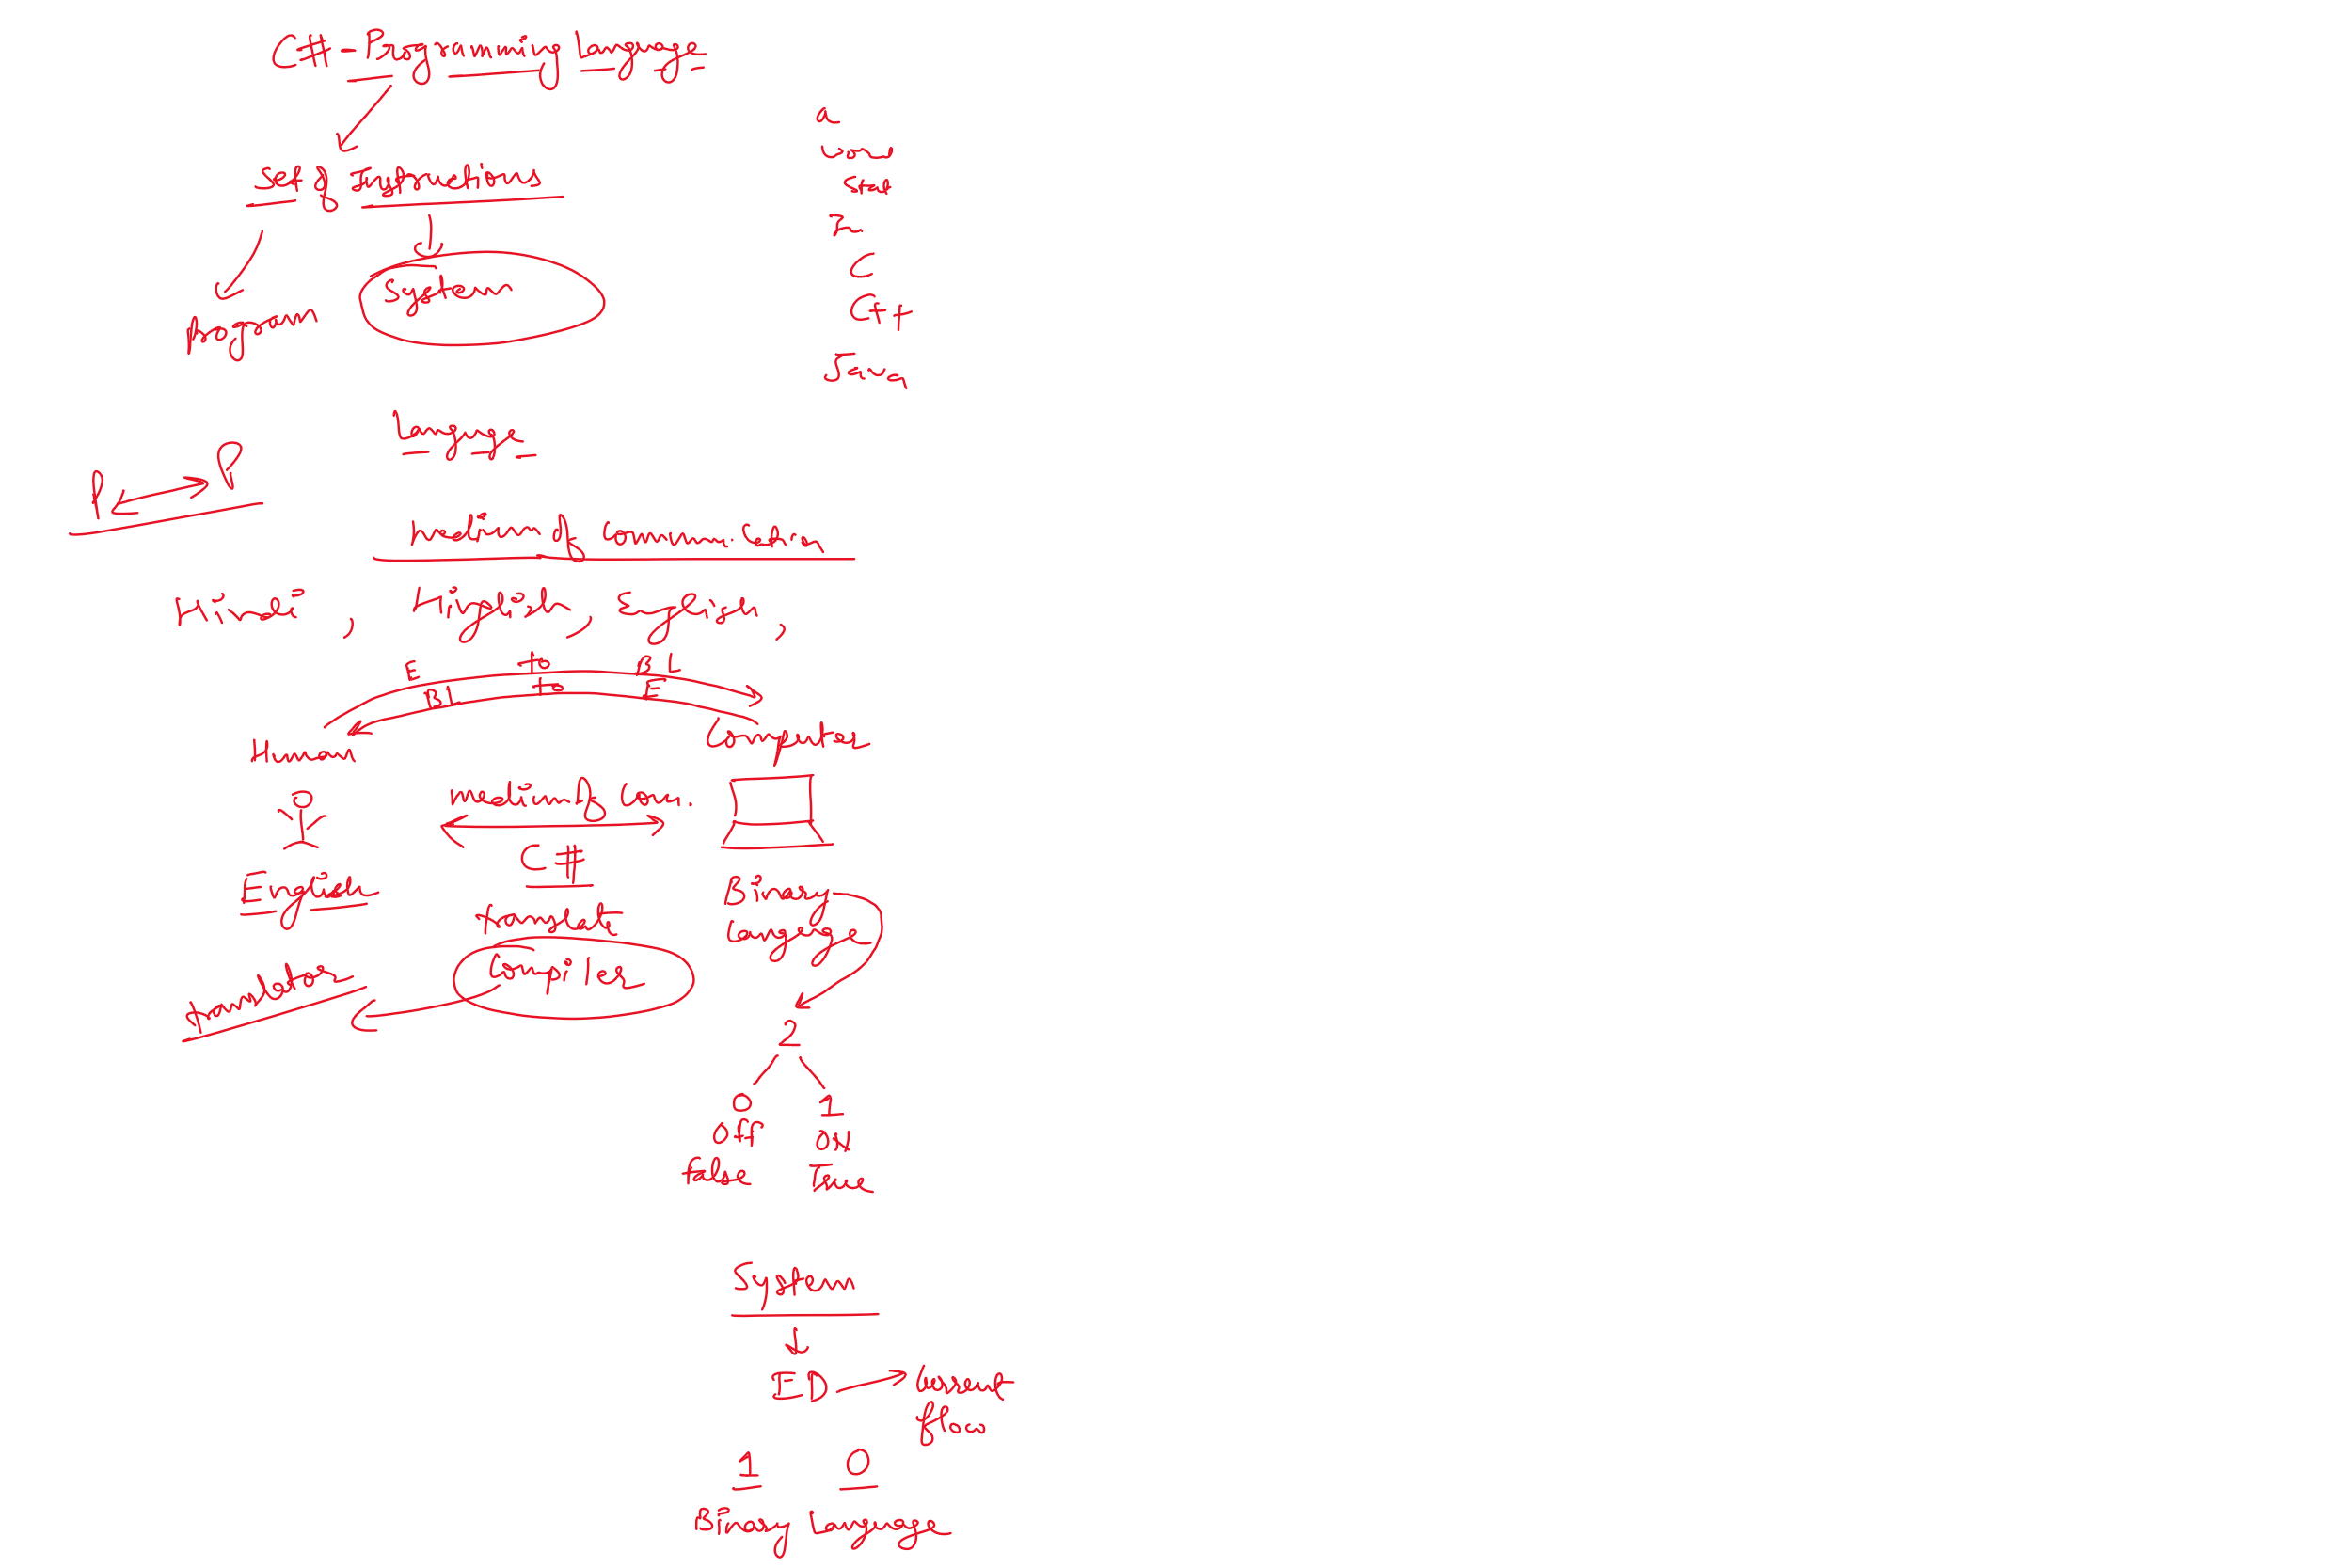 C# - Programming Language
a
Set of Instructions
word
System
program
C
C++
Java
Language
P
P
medium of Communication
Hindi, Hinglish, English,
E to BL
BL to E
Human
Computer
medium of Com.
C#
English
Binary
Language
translate
Compiler
translator
2
0 1
Off ON
false True
System
ED
Current
flow
1 0
Binary Language